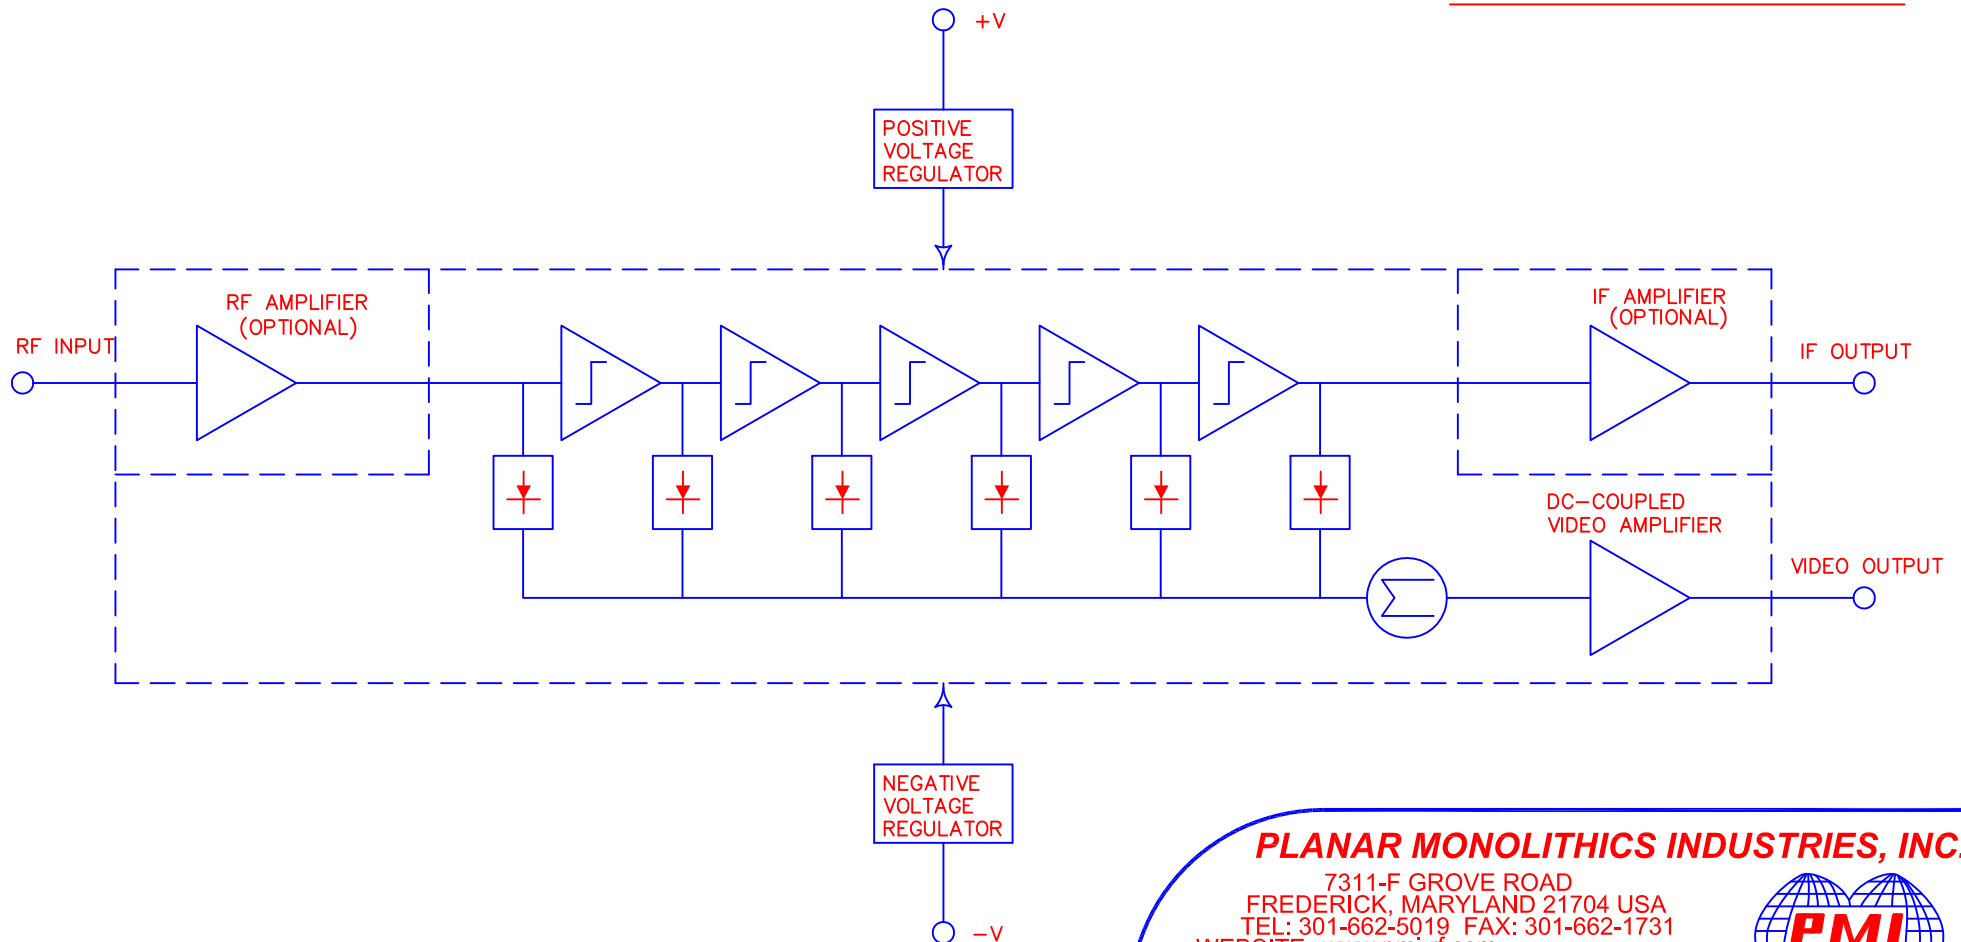 +V
POSITIVE
VOLTAGE
REGULATOR
RF AMPLIFIER
(OPTIONAL)
IF AMPLIFIER
(OPTIONAL)
RF INPUT
IF OUTPUT
DC-COUPLED
VIDEO AMPLIFIER
VIDEO OUTPUT
Σ
NEGATIVE
VOLTAGE
REGULATOR
-V
PLANAR MONOLITHICS INDUSTRIES, INC.
7311-F GROVE ROAD
FREDERICK, MARYLAND 21704 USA
TEL: 301-662-5019 FAX: 301-662-1731
PMI